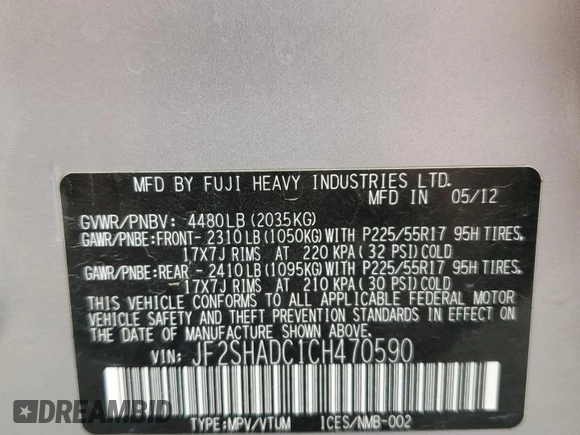 MFD BY FUJI HEAVY INDUSTRIES LTD.
MFD IN 05/12
GVWR/PNBV: 4480LB (2035KG)
GAWR/PNBE:FRONT- 2310LB (1050KG)WITH P225/55R17 95H TIRES.
17X7J RIMS AT 220 KPA (32 PSI)COLD
GAWR/PNBE:REAR - 2410LB (1095KG)WITH P225/55R17 95H TIRES.
17X7J RIMS AT 210 KPA (30 PSI)COLD
THIS VEHICLE CONFORMS TO ALL APPLICABLE FEDERAL MOTOR
VEHICLE SAFETY AND THEFT PREVENTION STANDARDS IN EFFECT
ON THE DATE OF MANUFACTURE SHOWN ABOVE.
VIN: JF2SHADC1CH470590
TYPE:MPV/VTUM ICES/NMB-002
© DREAMBID